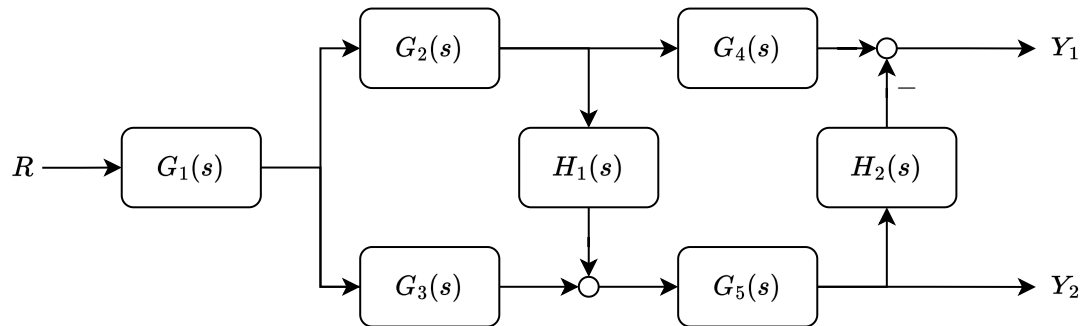 G₂(s) G₄(s) Y₁
−
R G₁(s) H₁(s) H₂(s)
G₃(s) G₅(s) Y₂